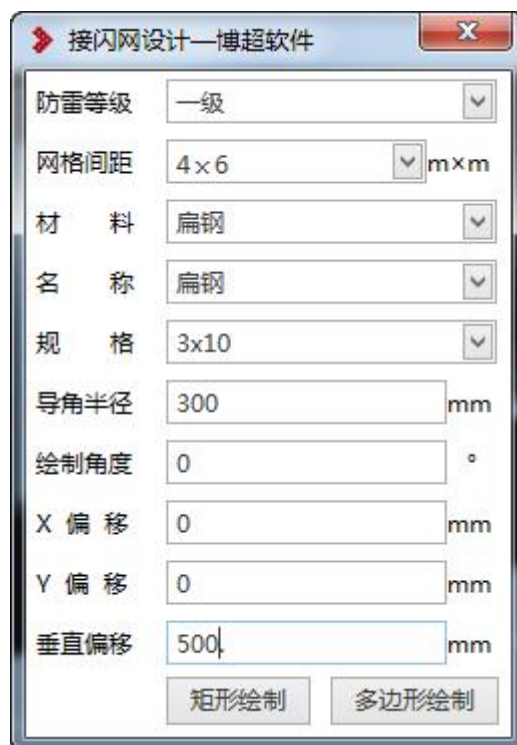 接闪网设计—博超软件
防雷等级 一级
网格间距 4×6 m×m
材 料 扁钢
名 称 扁钢
规 格 3x10
导角半径 300 mm
绘制角度 0 °
X 偏 移 0 mm
Y 偏 移 0 mm
垂直偏移 500. mm
矩形绘制 多边形绘制